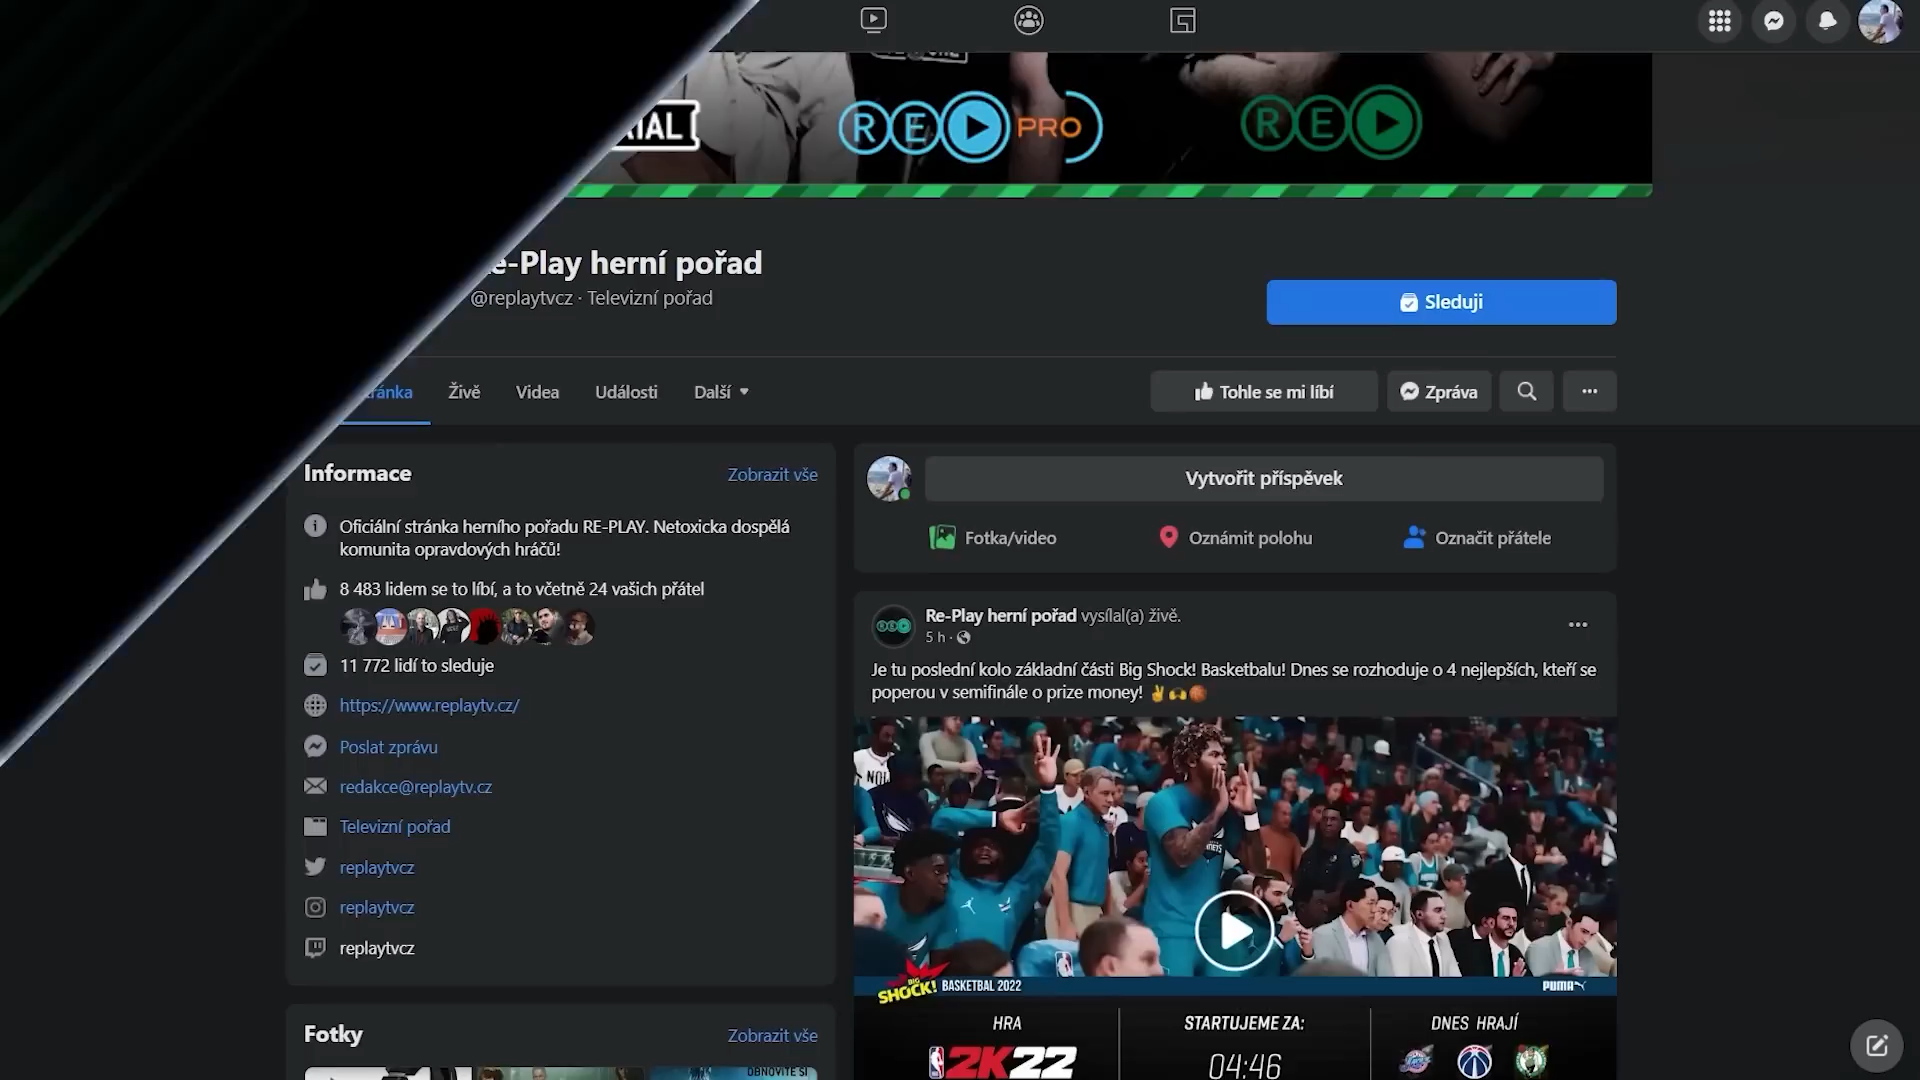 RE PRO
RE
e-Play herní pořad
@replaytvcz · Televizní pořad
Sleduji
ránka
Živě
Videa
Události
Další
Tohle se mi líbí
Zpráva
Informace
Zobrazit vše
Oficiální stránka herního pořadu RE-PLAY. Netoxicka dospělá
komunita opravdových hráčů!
8 483 lidem se to líbí, a to včetně 24 vašich přátel
11 772 lidí to sleduje
https://www.replaytv.cz/
Poslat zprávu
redakce@replaytv.cz
Televizní pořad
replaytvcz
replaytvcz
replaytvcz
Fotky
Zobrazit vše
OBNOVITE SI
Vytvořit příspěvek
Fotka/video
Oznámit polohu
Označit přátele
Re-Play herní pořad vysílal(a) živě.
5 h ·
Je tu poslední kolo základní části Big Shock! Basketbalu! Dnes se rozhoduje o 4 nejlepších, kteří se
poperou v semifinále o prize money! ✌️🙌🏀
BIG SHOCK! BASKETBAL 2022
PUMA
HRA
2K22
STARTUJEME ZA:
04:46
DNES HRAJÍ